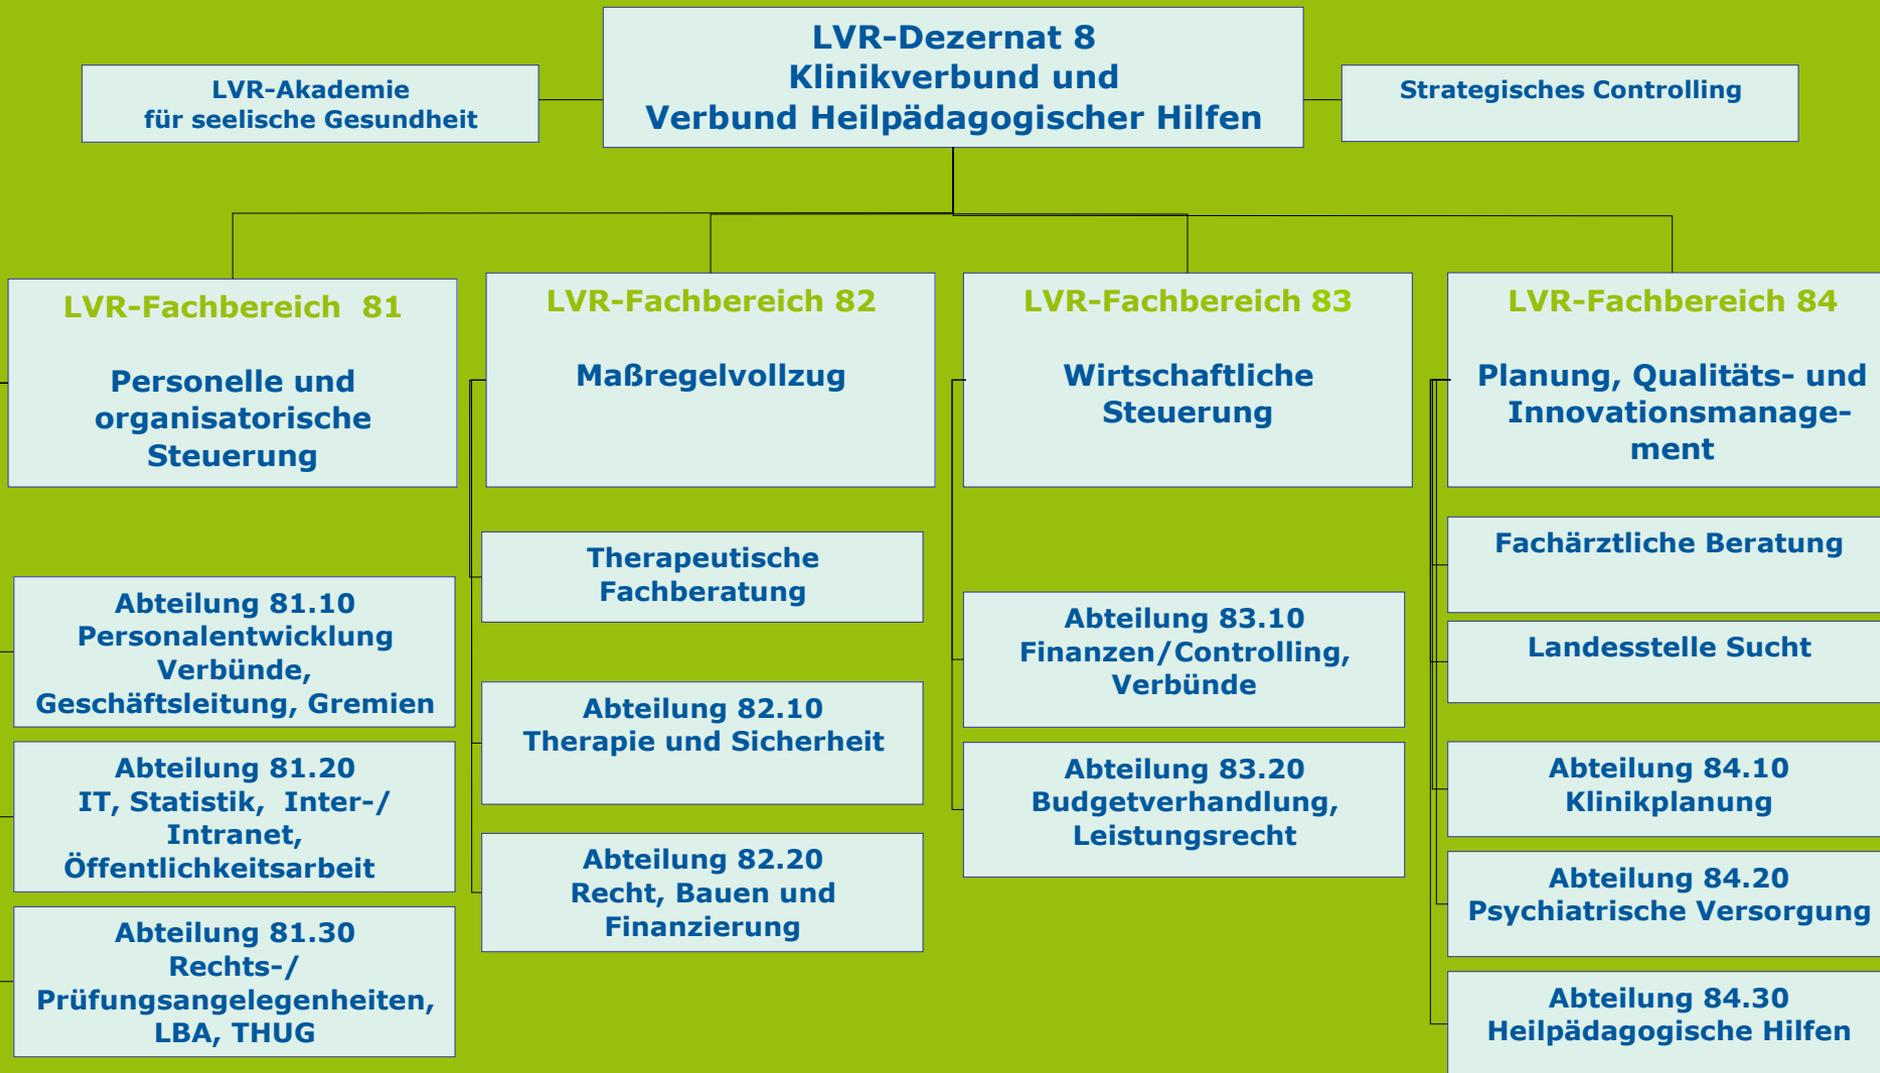 LVR-Dezernat 8
Klinikverbund und
Verbund Heilpädagogischer Hilfen
LVR-Akademie
für seelische Gesundheit
Strategisches Controlling
LVR-Fachbereich 81
Personelle und
organisatorische
Steuerung
Abteilung 81.10
Personalentwicklung
Verbünde,
Geschäftsleitung, Gremien
Abteilung 81.20
IT, Statistik, Inter-/
Intranet,
Öffentlichkeitsarbeit
Abteilung 81.30
Rechts-/
Prüfungsangelegenheiten,
LBA, THUG
LVR-Fachbereich 82
Maßregelvollzug
Therapeutische
Fachberatung
Abteilung 82.10
Therapie und Sicherheit
Abteilung 82.20
Recht, Bauen und
Finanzierung
LVR-Fachbereich 83
Wirtschaftliche
Steuerung
Abteilung 83.10
Finanzen/Controlling,
Verbünde
Abteilung 83.20
Budgetverhandlung,
Leistungsrecht
LVR-Fachbereich 84
Planung, Qualitäts- und
Innovationsmanage-
ment
Fachärztliche Beratung
Landesstelle Sucht
Abteilung 84.10
Klinikplanung
Abteilung 84.20
Psychiatrische Versorgung
Abteilung 84.30
Heilpädagogische Hilfen